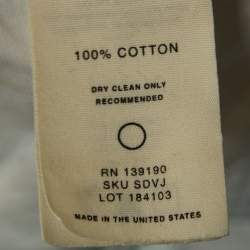 100% COTTON
DRY CLEAN ONLY
RECOMMENDED
RN 139190
SKU SDVJ
LOT 184103
MADE IN THE UNITED STATES